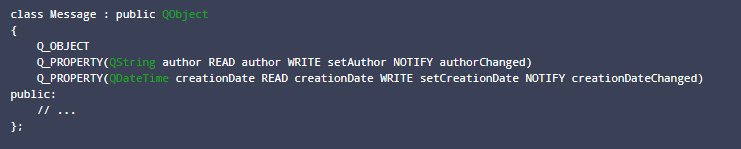 class Message : public QObject
{
    Q_OBJECT
    Q_PROPERTY(QString author READ author WRITE setAuthor NOTIFY authorChanged)
    Q_PROPERTY(QDateTime creationDate READ creationDate WRITE setCreationDate NOTIFY creationDateChanged)
public:
    // ...
};